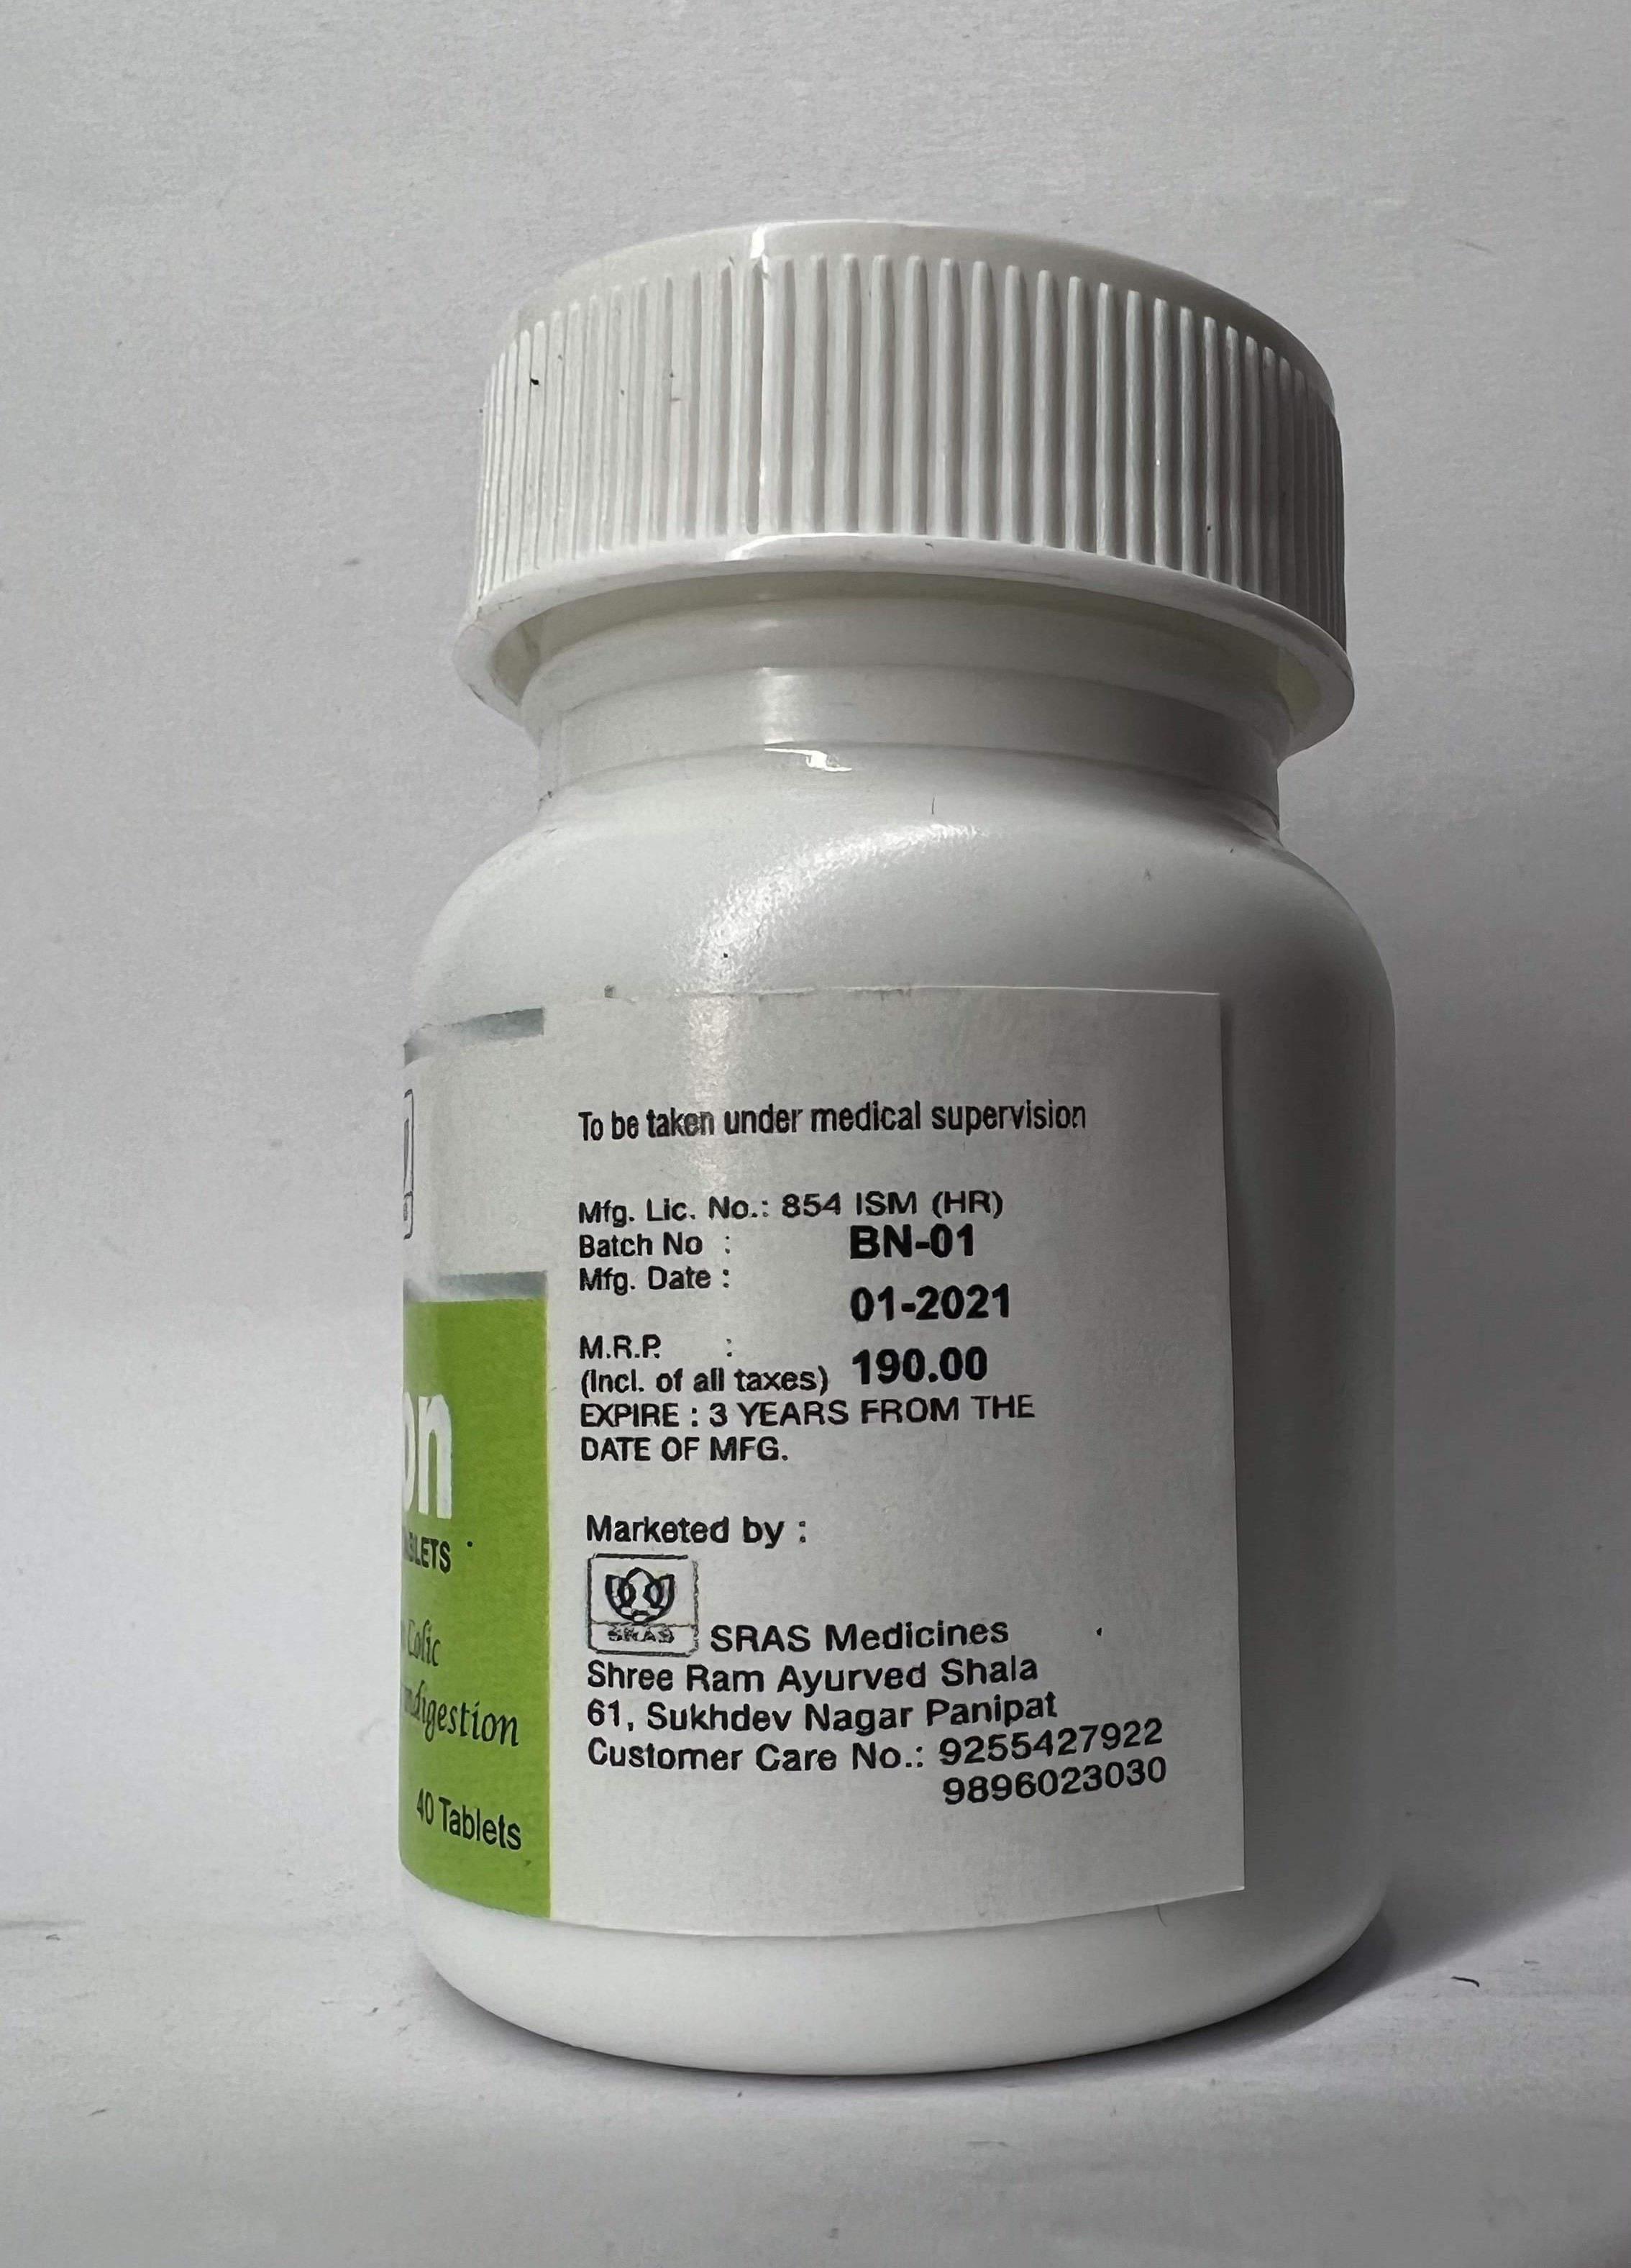 To be taken under medical supervision
Mfg. Lic. No.: 854 ISM (HR)
Batch No : BN-01
Mfg. Date :
01-2021
M.R.P. :
(Incl. of all taxes) 190.00
EXPIRE : 3 YEARS FROM THE
DATE OF MFG.
Marketed by :
SRAS
SRAS Medicines
Shree Ram Ayurved Shala
61, Sukhdev Nagar Panipat
Customer Care No.: 9255427922
9896023030
on
Colic
40 Tablets